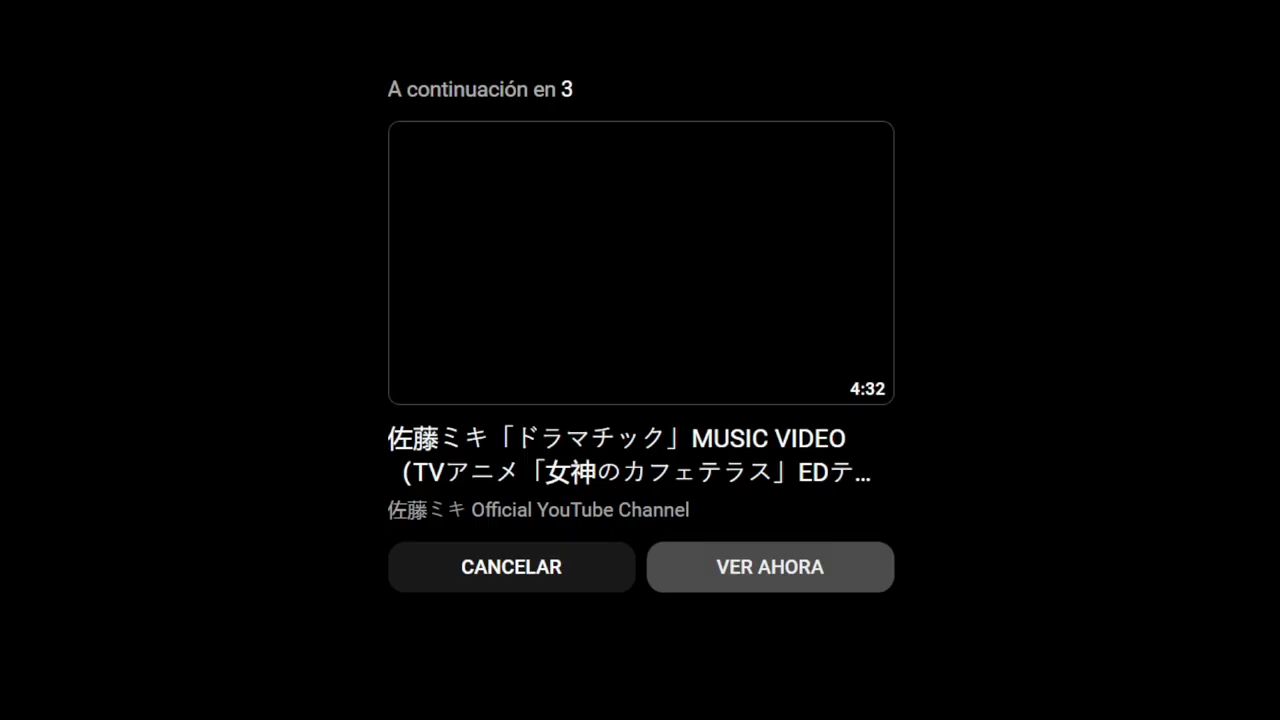 A continuación en 3
4:32
佐藤ミキ「ドラマチック」MUSIC VIDEO
（TVアニメ「女神のカフェテラス」EDテ...
佐藤ミキ Official YouTube Channel
CANCELAR
VER AHORA